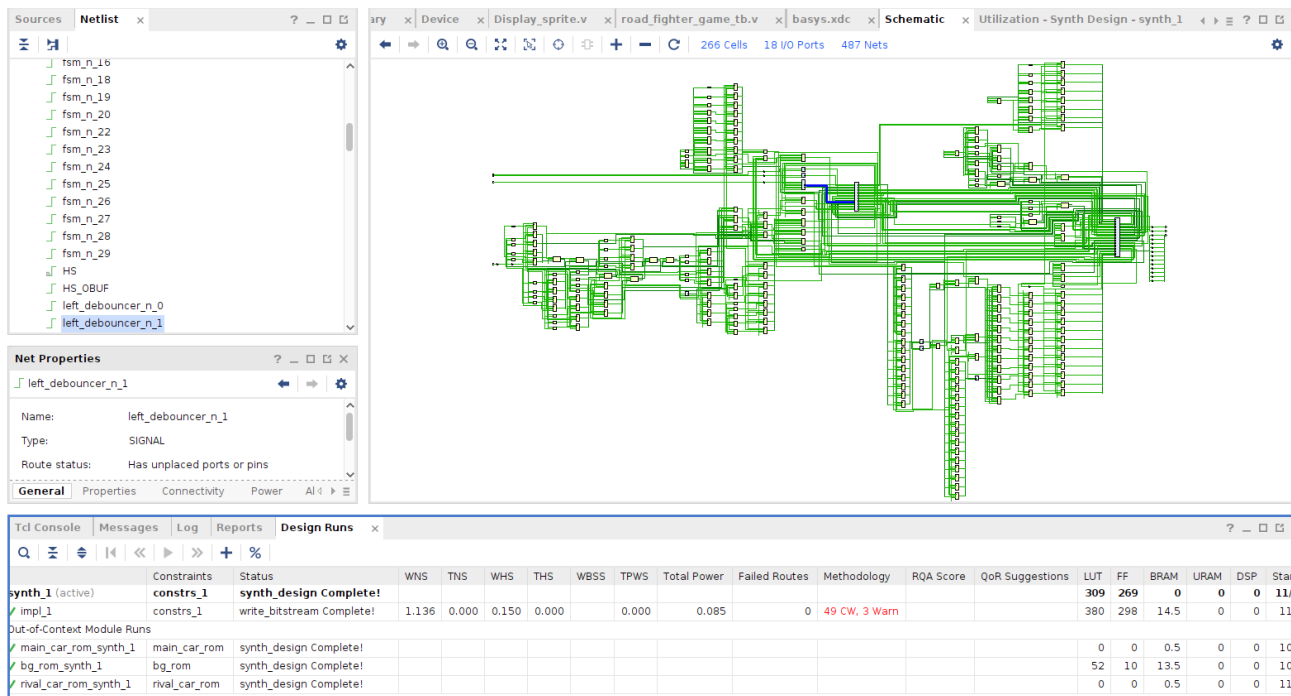 Sources Netlist × ? _ □
ary × Device × Display_sprite.v × road_fighter_game_tb.v × basys.xdc × Schematic × Utilization - Synth Design - synth_1 ?
266 Cells 18 I/O Ports 487 Nets
fsm_n_16
fsm_n_18
fsm_n_19
fsm_n_20
fsm_n_22
fsm_n_23
fsm_n_24
fsm_n_25
fsm_n_26
fsm_n_27
fsm_n_28
fsm_n_29
HS
HS_OBUF
left_debouncer_n_0
left_debouncer_n_1
Net Properties ? _ □ ×
left_debouncer_n_1
Name: left_debouncer_n_1
Type: SIGNAL
Route status: Has unplaced ports or pins
General Properties Connectivity Power Al
Tcl Console Messages Log Reports Design Runs × ? _ □
Constraints Status WNS TNS WHS THS WBSS TPWS Total Power Failed Routes Methodology RQA Score QoR Suggestions LUT FF BRAM URAM DSP Star
synth_1 (active) constrs_1 synth_design Complete! 309 269 0 0 0 11/
impl_1 constrs_1 write_bitstream Complete! 1.136 0.000 0.150 0.000 0.000 0.085 0 49 CW, 3 Warn 380 298 14.5 0 0 11
Out-of-Context Module Runs
main_car_rom_synth_1 main_car_rom synth_design Complete! 0 0 0.5 0 0 10
bg_rom_synth_1 bg_rom synth_design Complete! 52 10 13.5 0 0 10
rival_car_rom_synth_1 rival_car_rom synth_design Complete! 0 0 0.5 0 0 11